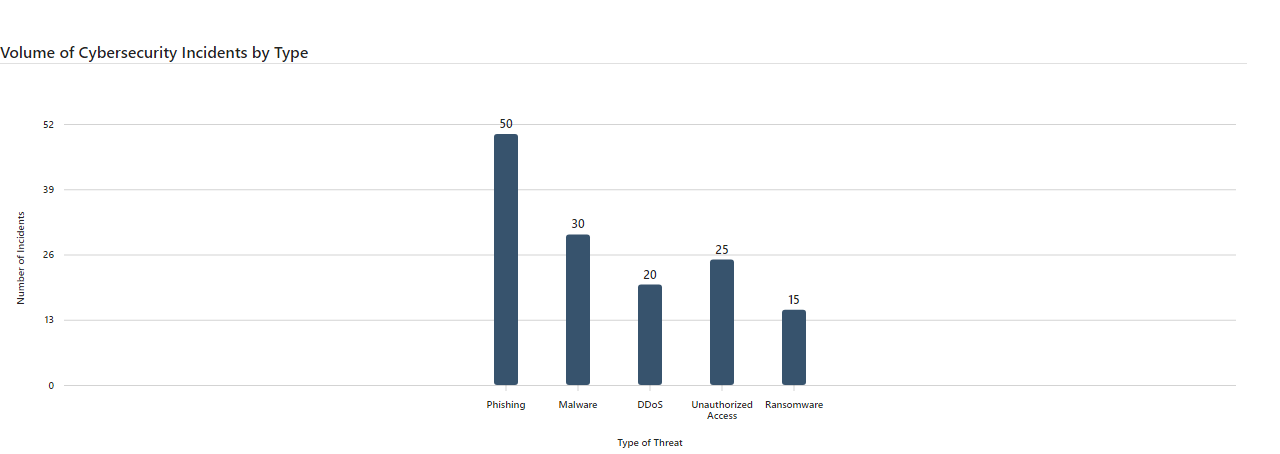 Volume of Cybersecurity Incidents by Type
52
39
26
13
0
Number of Incidents
50
30
20
25
15
Phishing
Malware
DDoS
Unauthorized
Access
Ransomware
Type of Threat